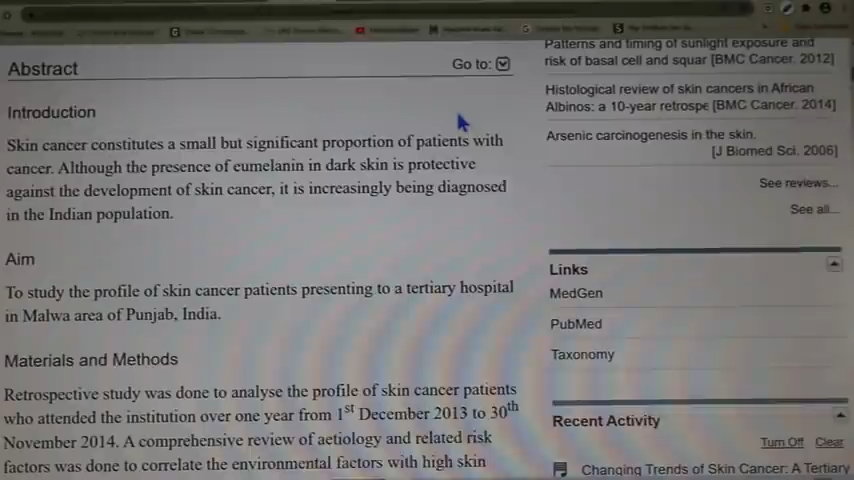 Abstract
Go to:
Introduction
Skin cancer constitutes a small but significant proportion of patients with
cancer. Although the presence of eumelanin in dark skin is protective
against the development of skin cancer, it is increasingly being diagnosed
in the Indian population.
Aim
To study the profile of skin cancer patients presenting to a tertiary hospital
in Malwa area of Punjab, India.
Materials and Methods
Retrospective study was done to analyse the profile of skin cancer patients
who attended the institution over one year from 1st December 2013 to 30th
November 2014. A comprehensive review of aetiology and related risk
factors was done to correlate the environmental factors with high skin
Patterns and timing of sunlight exposure and
risk of basal cell and squar [BMC Cancer. 2012]
Histological review of skin cancers in African
Albinos: a 10-year retrospe [BMC Cancer. 2014]
Arsenic carcinogenesis in the skin.
[J Biomed Sci. 2006]
See reviews...
See all...
Links
MedGen
PubMed
Taxonomy
Recent Activity
Turn Off Clear
Changing Trends of Skin Cancer: A Tertiary